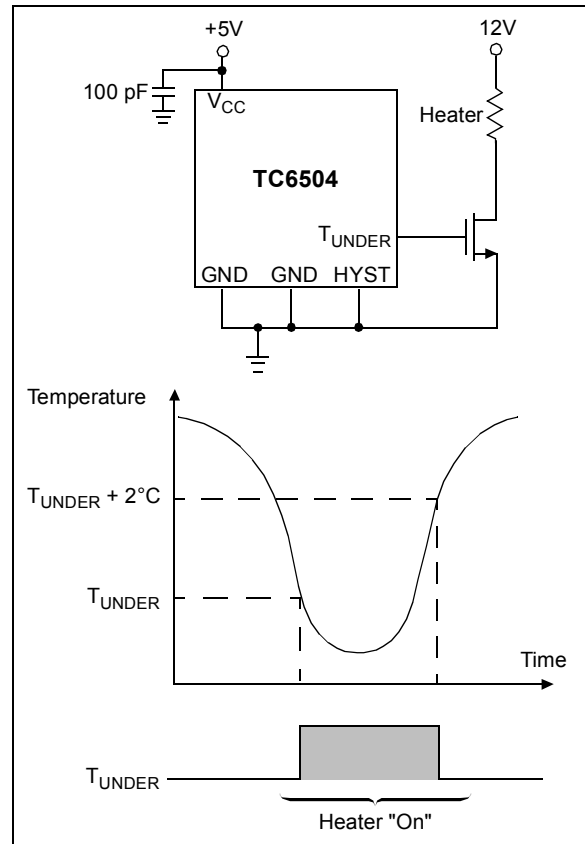 +5V
12V
100 pF
VCC
Heater
TC6504
TUNDER
GND GND HYST
Temperature
TUNDER + 2°C
TUNDER
Time
TUNDER
Heater "On"